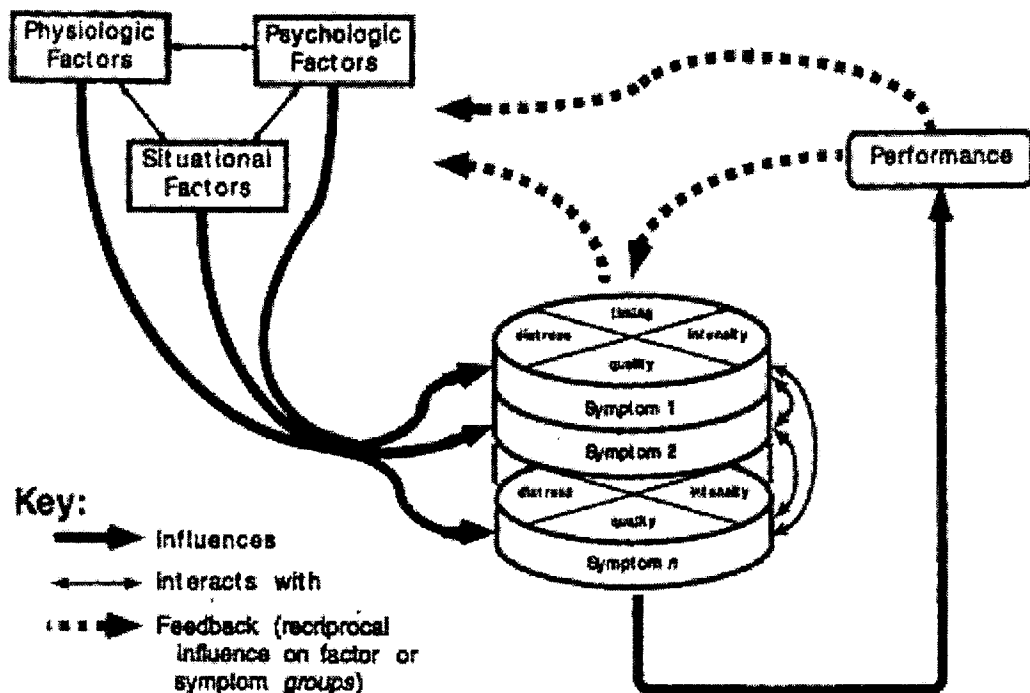 Physiologic
Factors
Psychologic
Factors
Situational
Factors
Performance
timing
distress
intensity
quality
Symptom 1
Symptom 2
distress
intensity
quality
Symptom n
Key:
Influences
Interacts with
Feedback (recriprocal
influence on factor or
symptom groups)